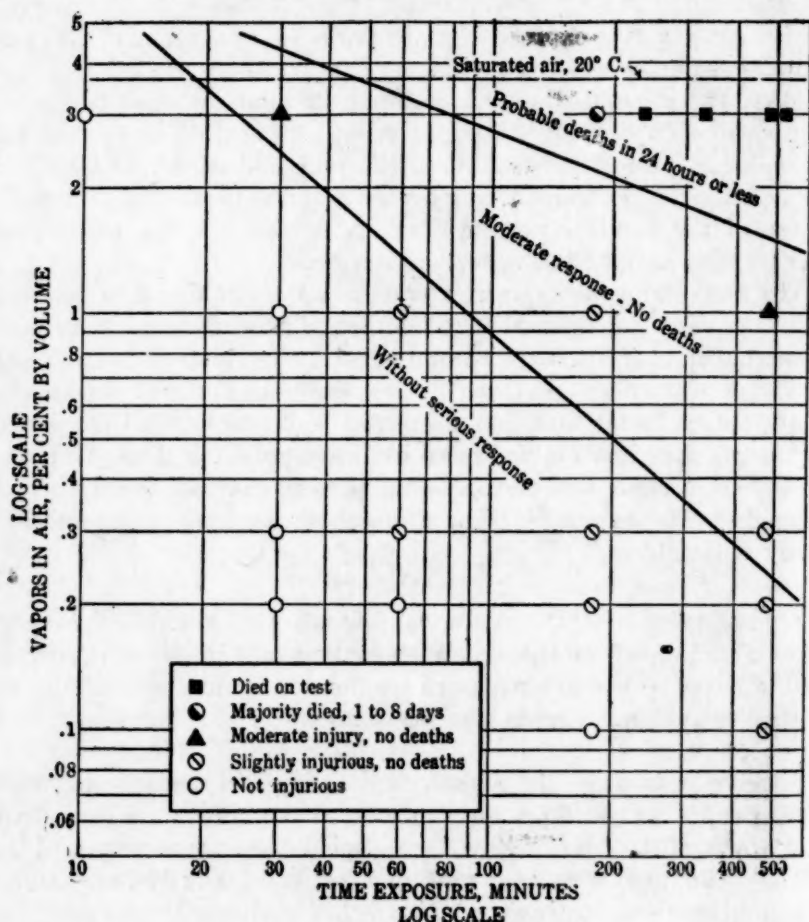 5
4
3
2
1
.8
.6
.5
.4
.3
.2
.1
.08
.06
LOG SCALE
VAPORS IN AIR, PER CENT BY VOLUME
Saturated air, 20° C.
Probable deaths in 24 hours or less
Moderate response - No deaths
Without serious response
■ Died on test
Majority died, 1 to 8 days
▲ Moderate injury, no deaths
Slightly injurious, no deaths
○ Not injurious
10 20 30 40 50 60 100 200 300 400 500
TIME EXPOSURE, MINUTES
LOG SCALE